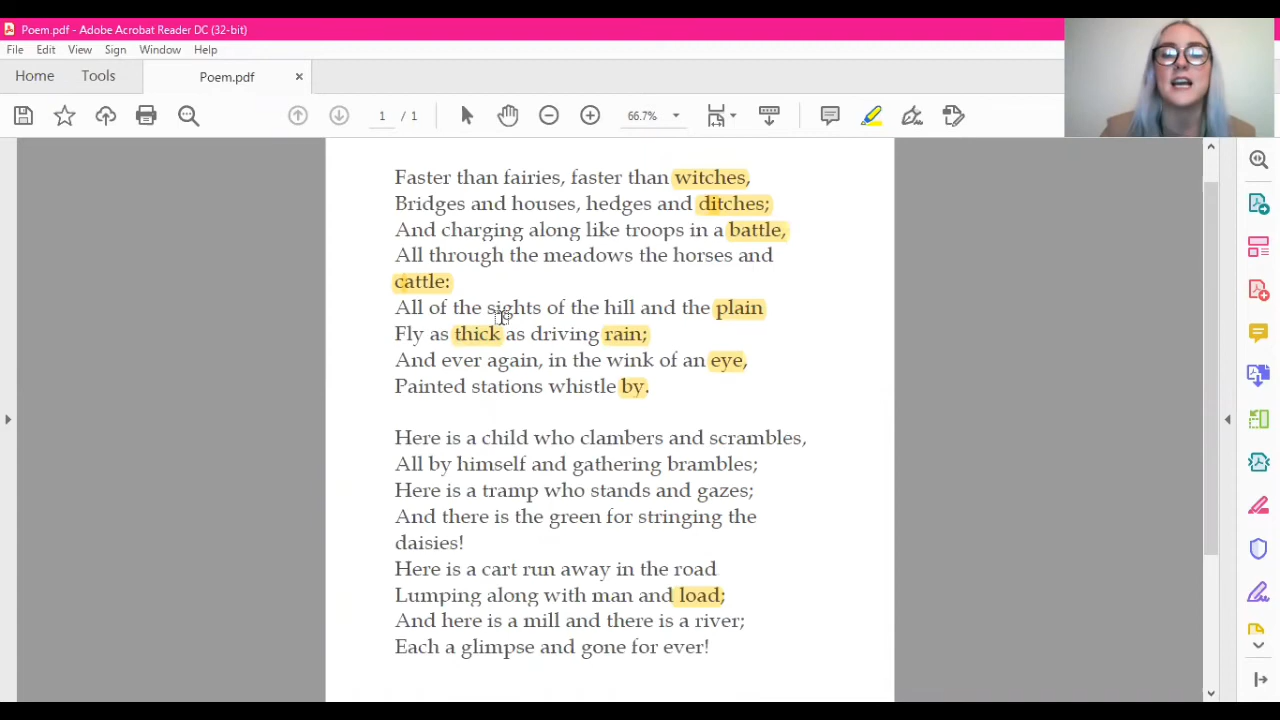 Poem.pdf - Adobe Acrobat Reader DC (32-bit)
File Edit View Sign Window Help
Home Tools Poem.pdf ×
1 / 1 66.7%
Faster than fairies, faster than witches,
Bridges and houses, hedges and ditches;
And charging along like troops in a battle,
All through the meadows the horses and
cattle:
All of the sights of the hill and the plain
Fly as thick as driving rain;
And ever again, in the wink of an eye,
Painted stations whistle by.
Here is a child who clambers and scrambles,
All by himself and gathering brambles;
Here is a tramp who stands and gazes;
And there is the green for stringing the
daisies!
Here is a cart run away in the road
Lumping along with man and load;
And here is a mill and there is a river;
Each a glimpse and gone for ever!